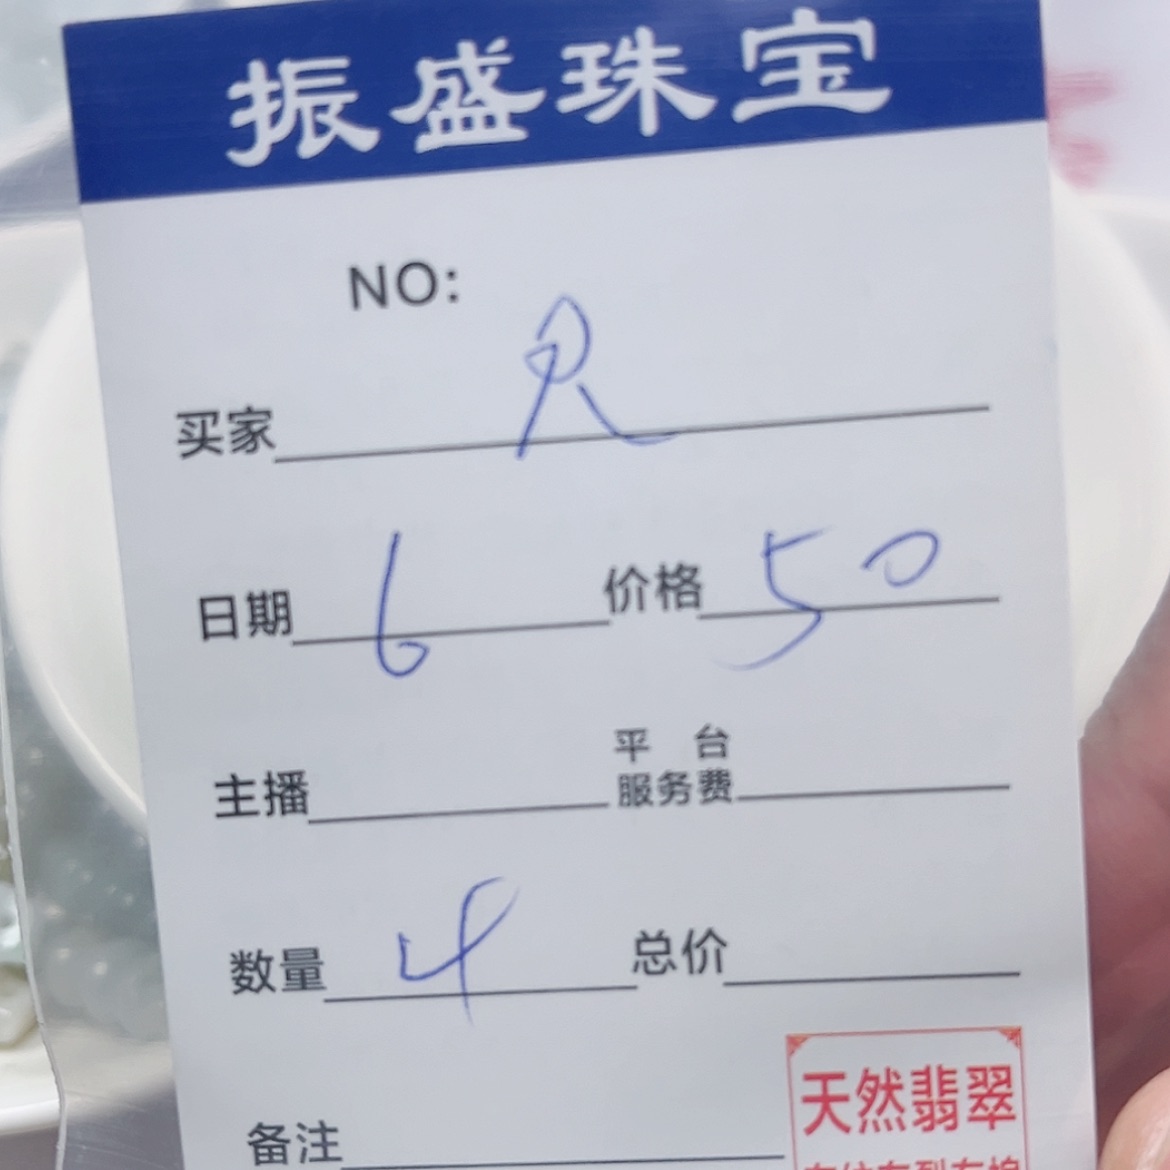 振盛珠宝
NO:
买家
日期 6 价格 50
主播 平台服务费
数量 4 总价
备注
天然翡翠